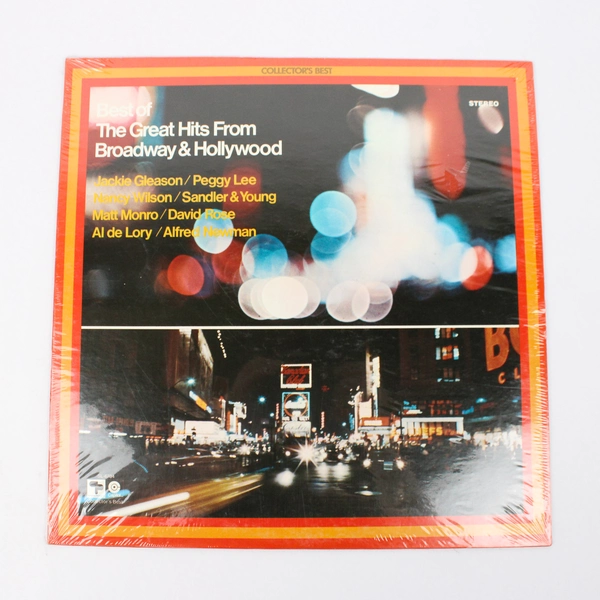 COLLECTOR'S BEST
STEREO
Best of
The Great Hits From
Broadway & Hollywood
Jackie Gleason / Peggy Lee
Nancy Wilson / Sandler & Young
Matt Monro / David Rose
Al de Lory / Alfred Newman